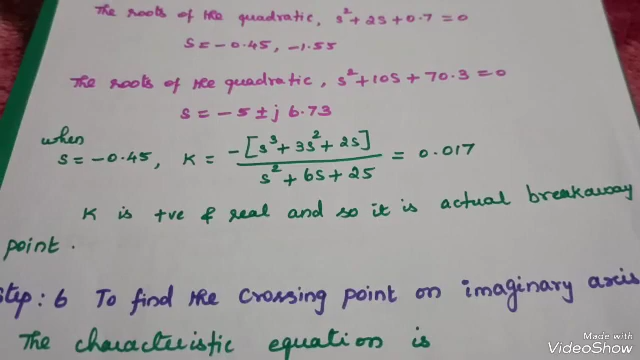 The roots of the quadratic, s²+2s+0.7=0
s=-0.45, -1.55
The roots of the quadratic, s²+10s+70.3=0
s=-5±j6.73
when
s=-0.45, K = -[s³+3s²+2s] / s²+6s+25 = 0.017
K is +ve & real and so it is actual breakaway
point.
Step: 6 To find the crossing point on imaginary axis
The characteristic equation is
Made with
VideoShow